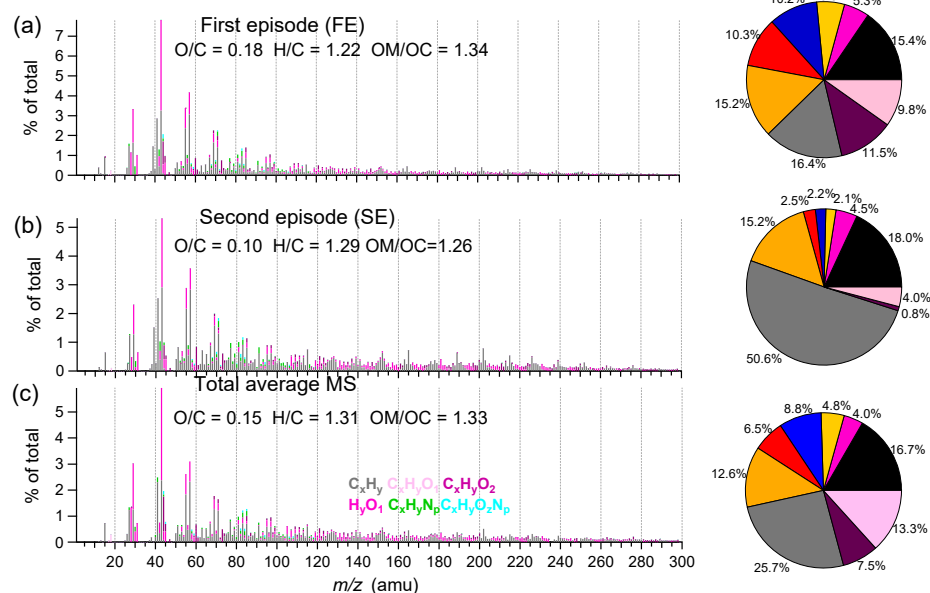 (a)
First episode (FE)
O/C = 0.18 H/C = 1.22 OM/OC = 1.34
% of total
7
6
5
4
3
2
1
0
5.3%
15.4%
10.3%
15.2%
9.8%
11.5%
16.4%
(b)
Second episode (SE)
O/C = 0.10 H/C = 1.29 OM/OC=1.26
% of total
5
4
3
2
1
0
2.5%
2.2%
2.1%
4.5%
15.2%
18.0%
4.0%
0.8%
50.6%
(c)
Total average MS
O/C = 0.15 H/C = 1.31 OM/OC = 1.33
% of total
5
4
3
2
1
0
CxHy CxHyO1 CxHyO2
HyO1 CxHyNp CxHyO2Np
8.8%
4.8%
4.0%
6.5%
16.7%
12.6%
13.3%
25.7%
7.5%
20 40 60 80 100 120 140 160 180 200 220 240 260 280 300
m/z (amu)